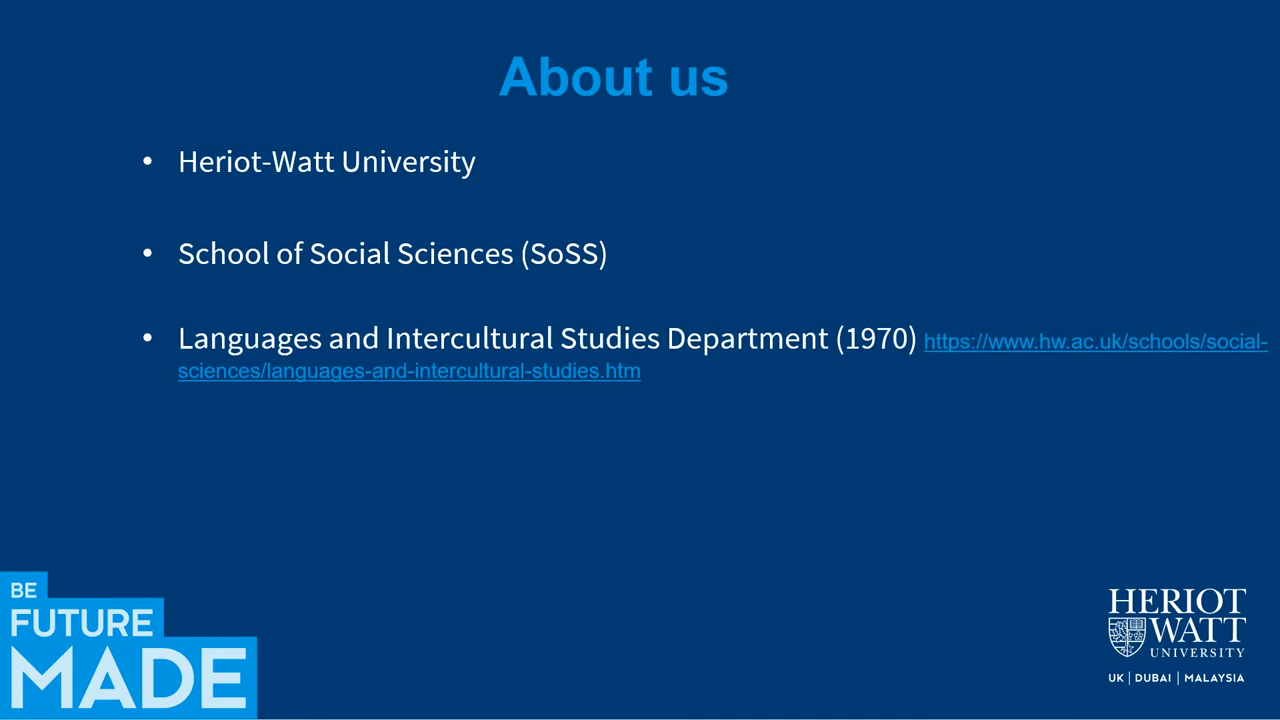 About us
• Heriot-Watt University
• School of Social Sciences (SoSS)
• Languages and Intercultural Studies Department (1970) https://www.hw.ac.uk/schools/social-
sciences/languages-and-intercultural-studies.htm
BE
FUTURE
MADE
HERIOT
WATT
UNIVERSITY
UK | DUBAI | MALAYSIA